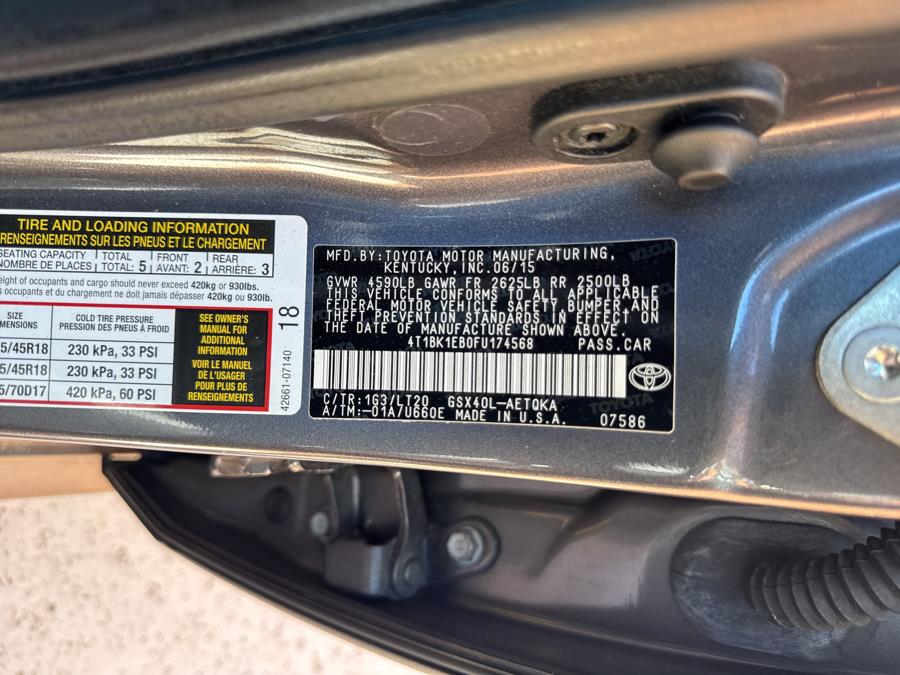 TIRE AND LOADING INFORMATION
RENSEIGNEMENTS SUR LES PNEUS ET LE CHARGEMENT
SEATING CAPACITY TOTAL: 5 FRONT 2 REAR 3
NOMBRE DE PLACES TOTAL: AVANT: ARRIÈRE:
eight of occupants and cargo should never exceed 420kg or 930lbs.
ts et du chargement ne doit jamais dépasser 420kg ou 930lb.
SIZE COLD TIRE PRESSURE
MENSIONS PRESSION DES PNEUS À FROID
5/45R18 230 kPa, 33 PSI
5/45R18 230 kPa, 33 PSI
5/70D17 420 kPa, 60 PSI
SEE OWNER'S
MANUAL FOR
ADDITIONAL
INFORMATION
VOIR LE MANUEL
DE L'USAGER
POUR PLUS DE
RENSEIGNEMENTS
18
42661-07140
MFD.BY:TOYOTA MOTOR MANUFACTURING,
KENTUCKY,INC.06/15
GVWR 4590LB GAWR FR 2625LB RR 2500LB
THIS VEHICLE CONFORMS TO ALL APPLICABLE
FEDERAL MOTOR VEHICLE SAFETY BUMPER AND
THEFT PREVENTION STANDARDS IN EFFECT ON
THE DATE OF MANUFACTURE SHOWN ABOVE.
4T1BK1EB0FU174568 PASS.CAR
C/TR:1G3/LT20 GSX40L-AETQKA
A/TM:-01A/U660E MADE IN U.S.A. 07586